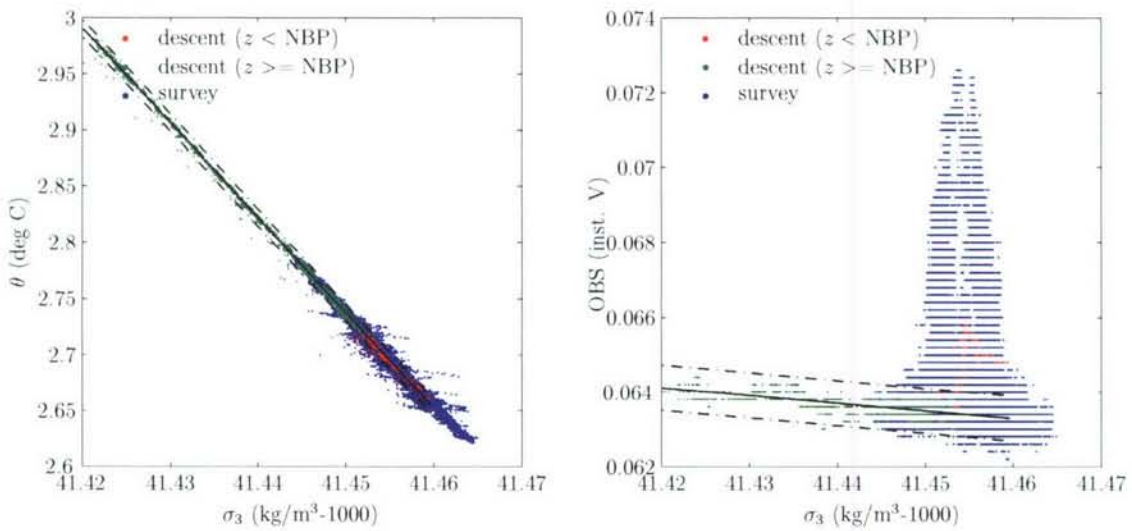 3
descent (z < NBP)
descent (z >= NBP)
survey
2.95
2.9
2.85
2.8
2.75
2.7
2.65
2.6
θ (deg C)
41.42 41.43 41.44 41.45 41.46 41.47
σ₃ (kg/m³-1000)
0.074
descent (z < NBP)
descent (z >= NBP)
survey
0.072
0.07
0.068
0.066
0.064
0.062
OBS (inst. V)
41.42 41.43 41.44 41.45 41.46 41.47
σ₃ (kg/m³-1000)